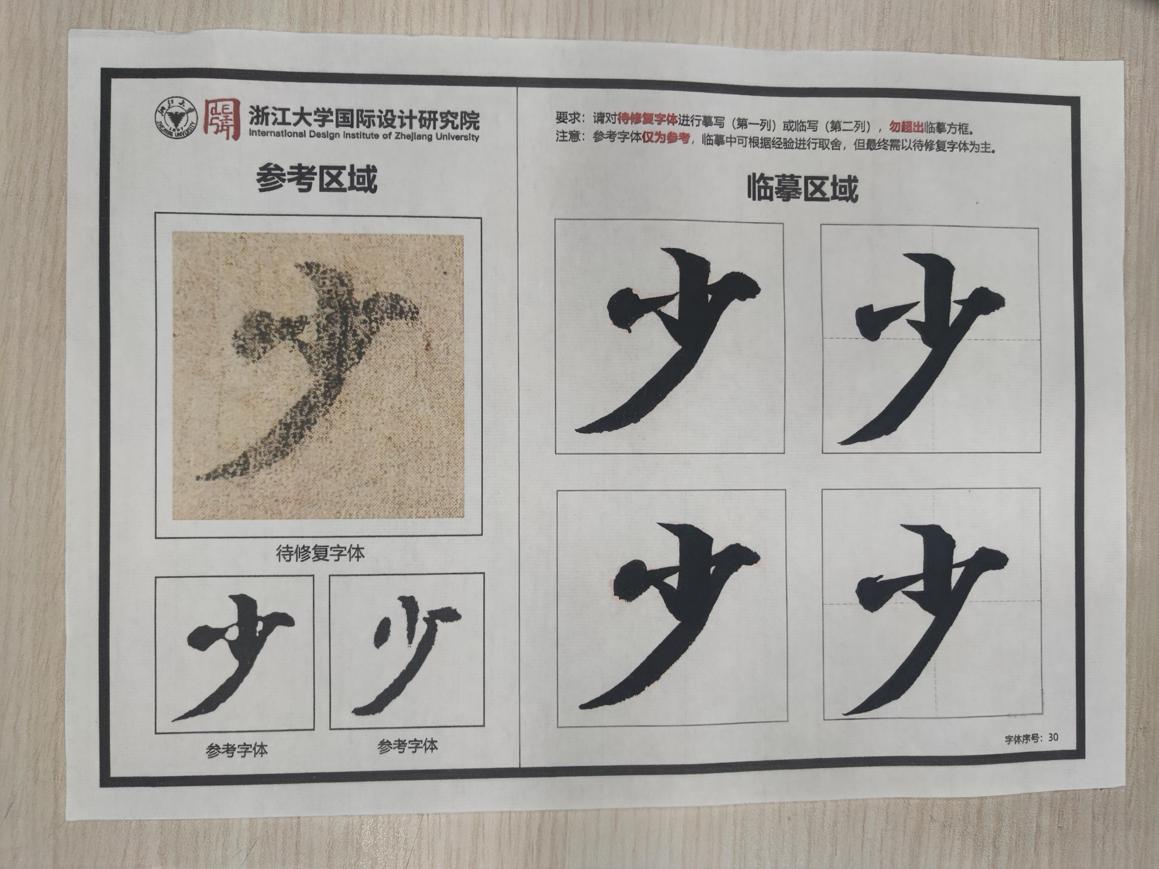 浙江大学国际设计研究院
International Design Institute of Zhejiang University
参考区域
少
待修复字体
少
少
参考字体
参考字体
要求：请对待修复字体进行摹写（第一列）或临写（第二列），勿超出临摹方框。
注意：参考字体仅为参考，临摹中可根据经验进行取舍，但最终需以待修复字体为主。
临摹区域
少
少
少
少
字体序号：30